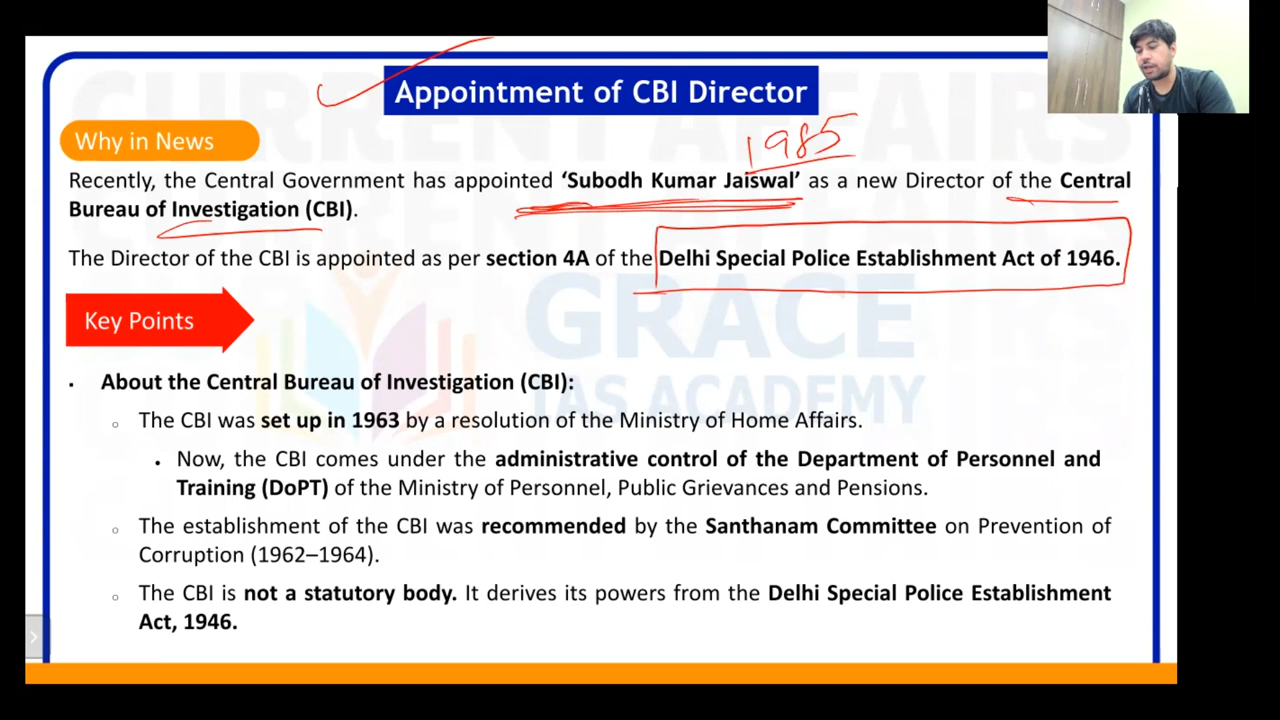 Appointment of CBI Director
Why in News
1985
Recently, the Central Government has appointed ‘Subodh Kumar Jaiswal’ as a new Director of the Central
Bureau of Investigation (CBI).
The Director of the CBI is appointed as per section 4A of the Delhi Special Police Establishment Act of 1946.
Key Points
▪ About the Central Bureau of Investigation (CBI):
o The CBI was set up in 1963 by a resolution of the Ministry of Home Affairs.
• Now, the CBI comes under the administrative control of the Department of Personnel and
Training (DoPT) of the Ministry of Personnel, Public Grievances and Pensions.
o The establishment of the CBI was recommended by the Santhanam Committee on Prevention of
Corruption (1962–1964).
o The CBI is not a statutory body. It derives its powers from the Delhi Special Police Establishment
Act, 1946.
GRACE
IAS ACADEMY